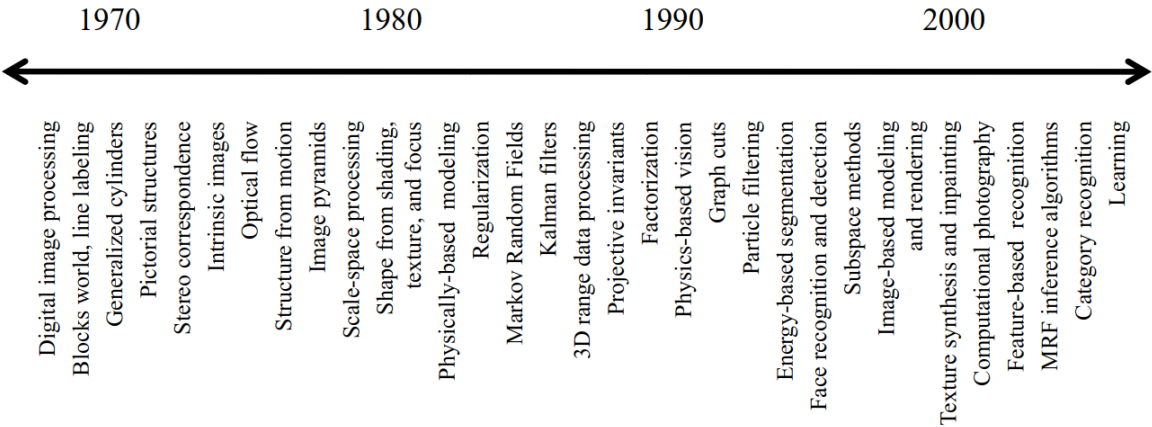 1970
1980
1990
2000
Digital image processing
Blocks world, line labeling
Generalized cylinders
Pictorial structures
Stereo correspondence
Intrinsic images
Optical flow
Structure from motion
Image pyramids
Scale-space processing
Shape from shading,
texture, and focus
Physically-based modeling
Regularization
Markov Random Fields
Kalman filters
3D range data processing
Projective invariants
Factorization
Physics-based vision
Graph cuts
Particle filtering
Energy-based segmentation
Face recognition and detection
Subspace methods
Image-based modeling
and rendering
Texture synthesis and inpainting
Computational photography
Feature-based recognition
MRF inference algorithms
Category recognition
Learning